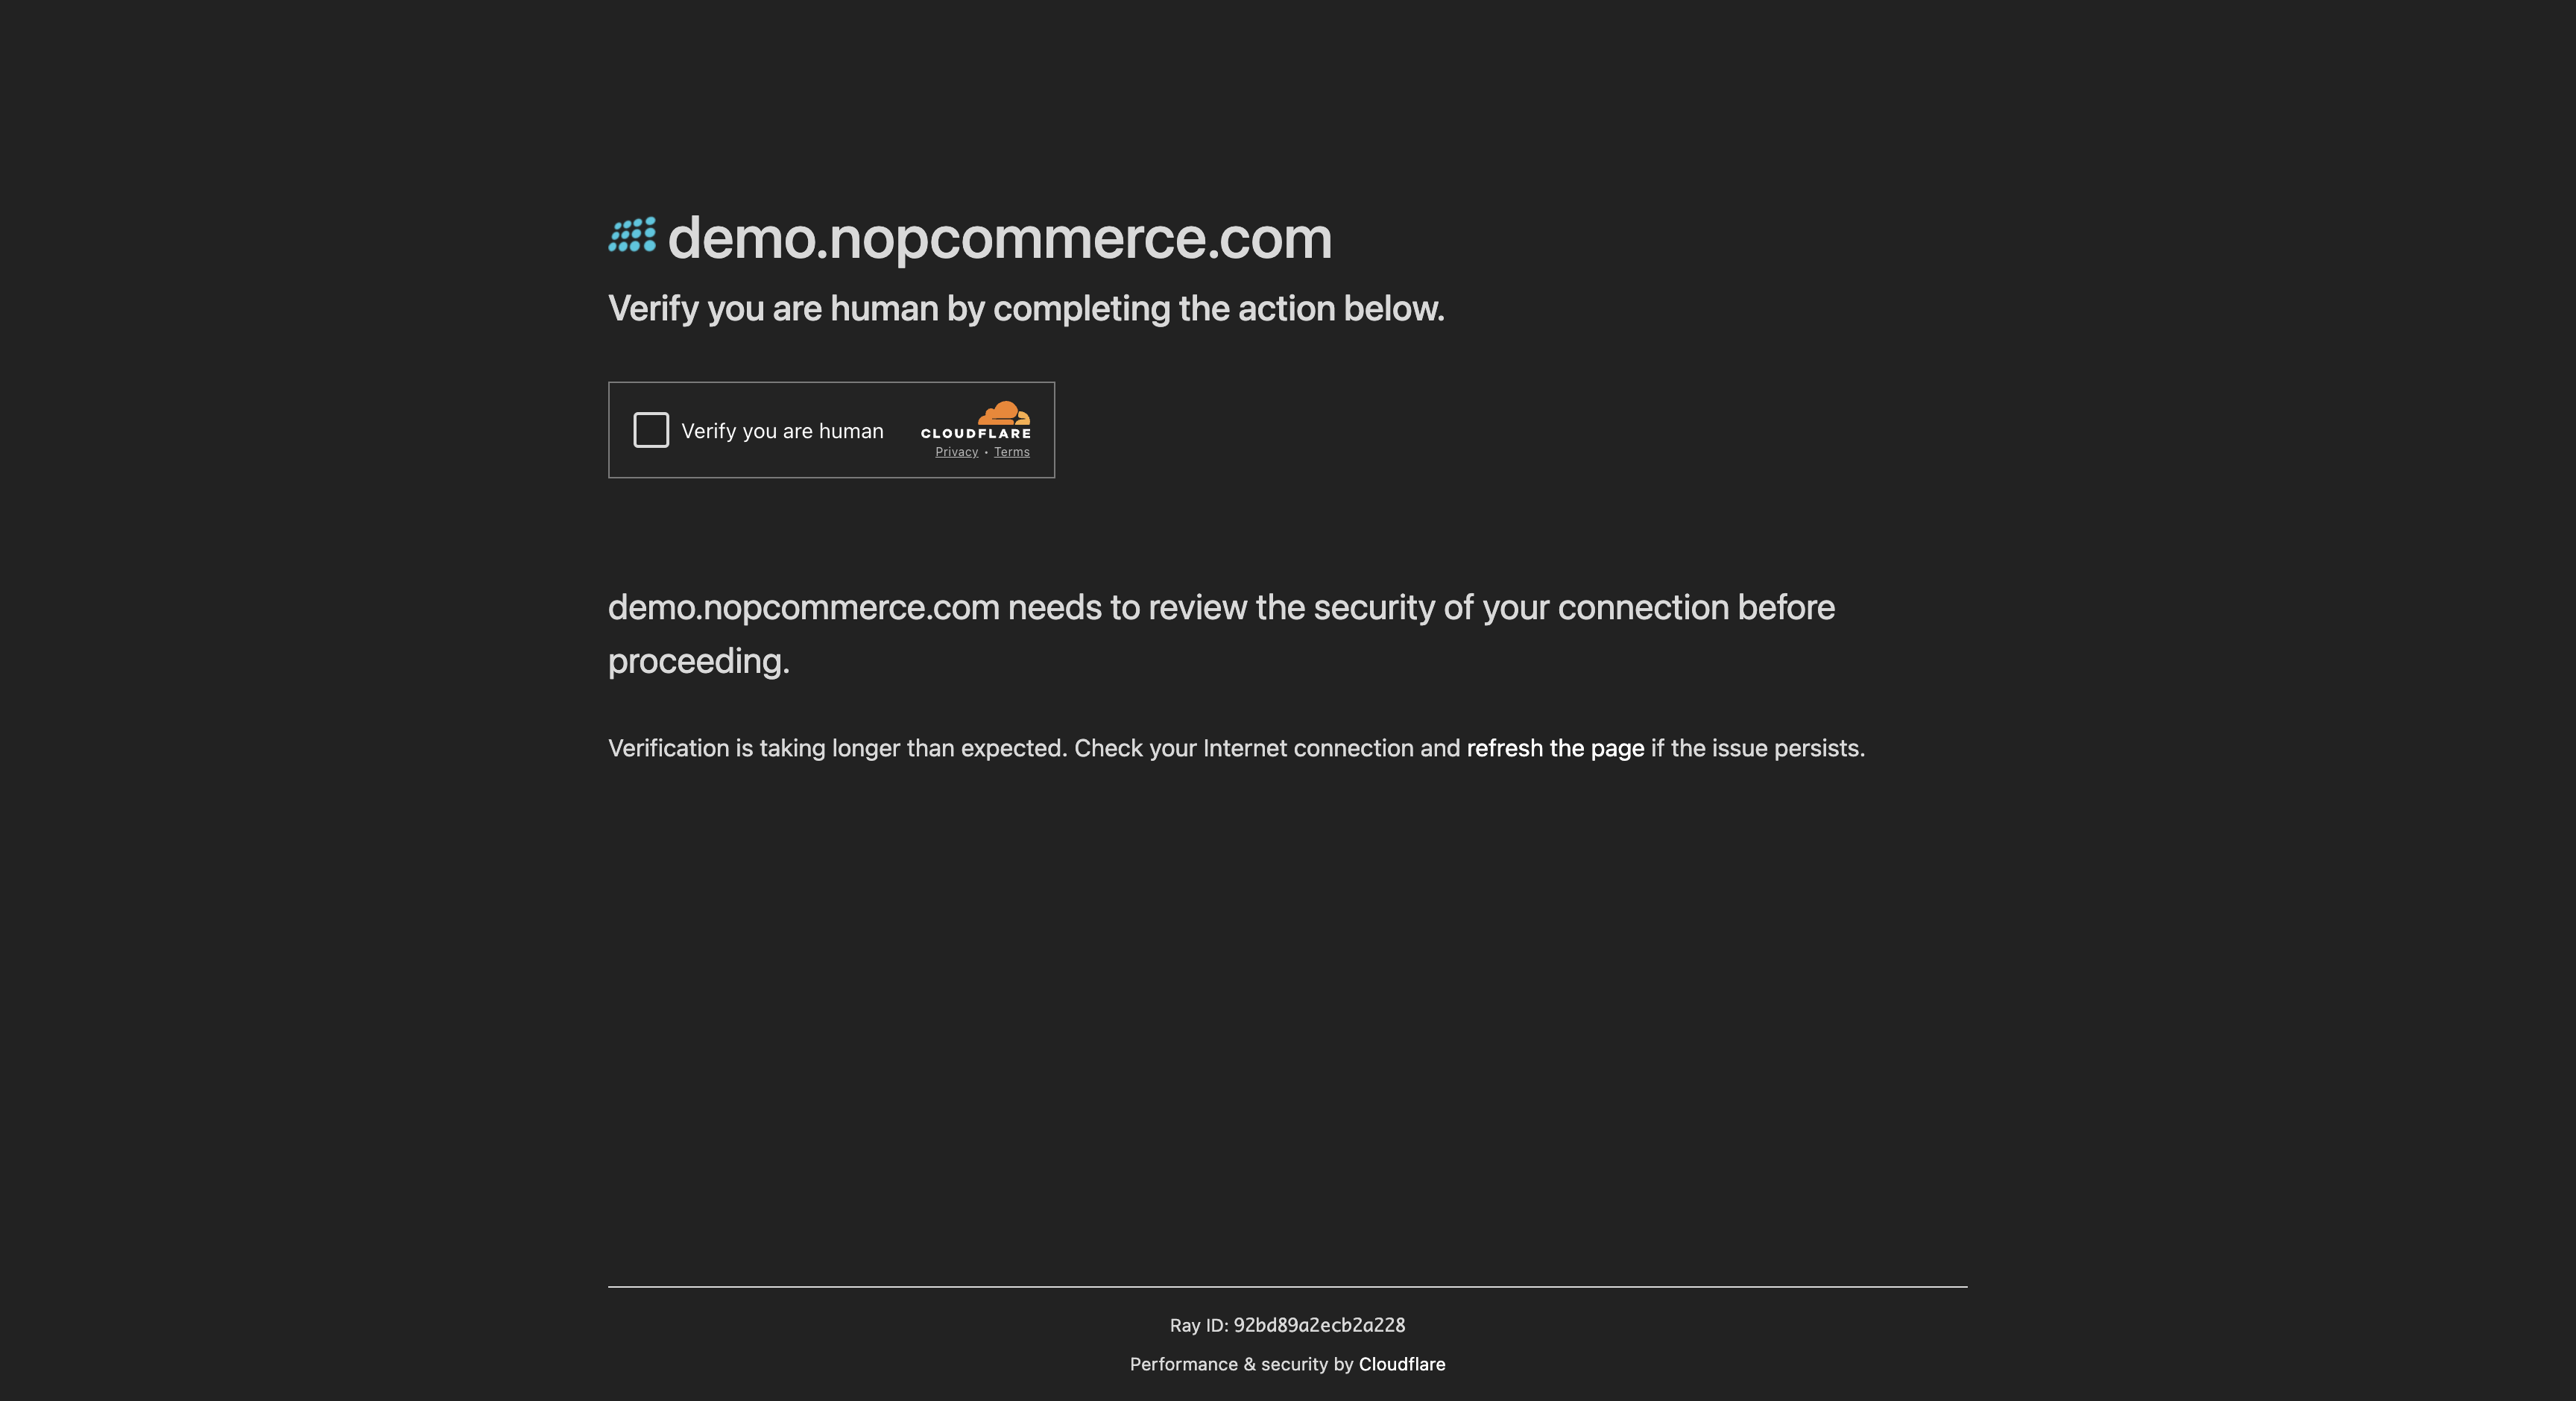 demo.nopcommerce.com
Verify you are human by completing the action below.
Verify you are human
CLOUDFLARE
Privacy • Terms
demo.nopcommerce.com needs to review the security of your connection before
proceeding.
Verification is taking longer than expected. Check your Internet connection and refresh the page if the issue persists.
Ray ID: 92bd89a2ecb2a228
Performance & security by Cloudflare